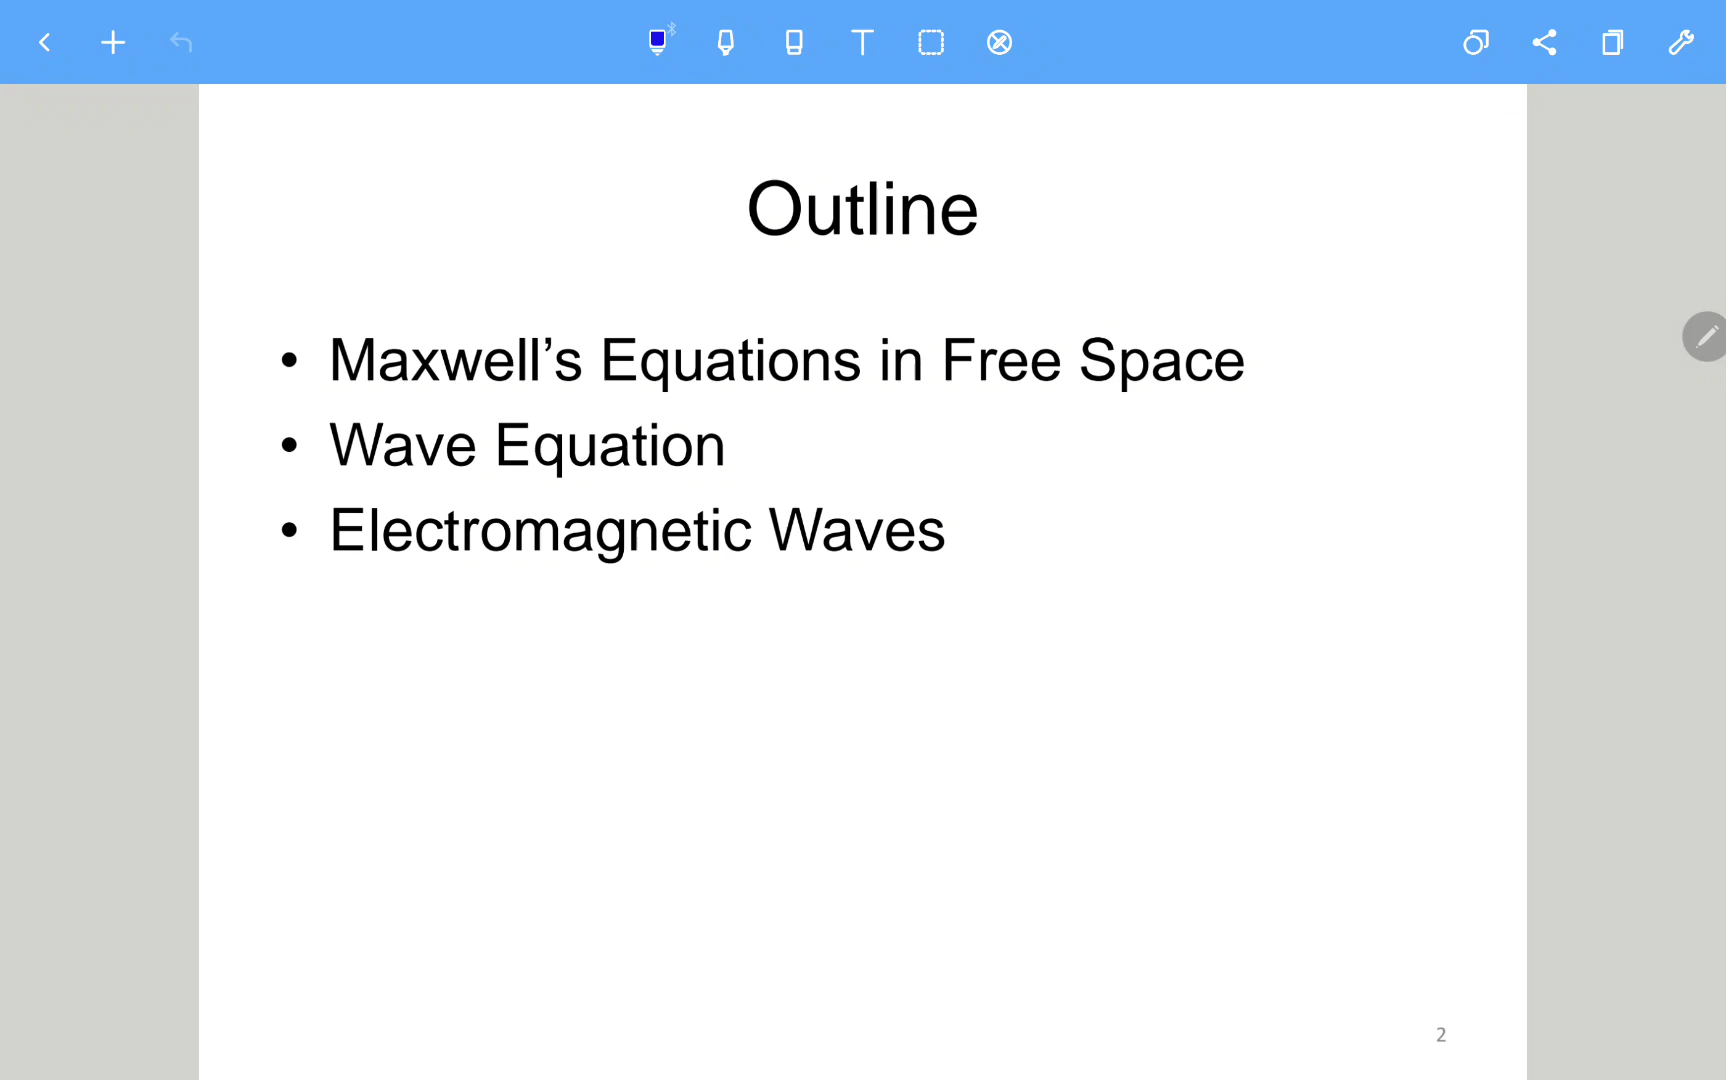 Outline
• Maxwell’s Equations in Free Space
• Wave Equation
• Electromagnetic Waves
2